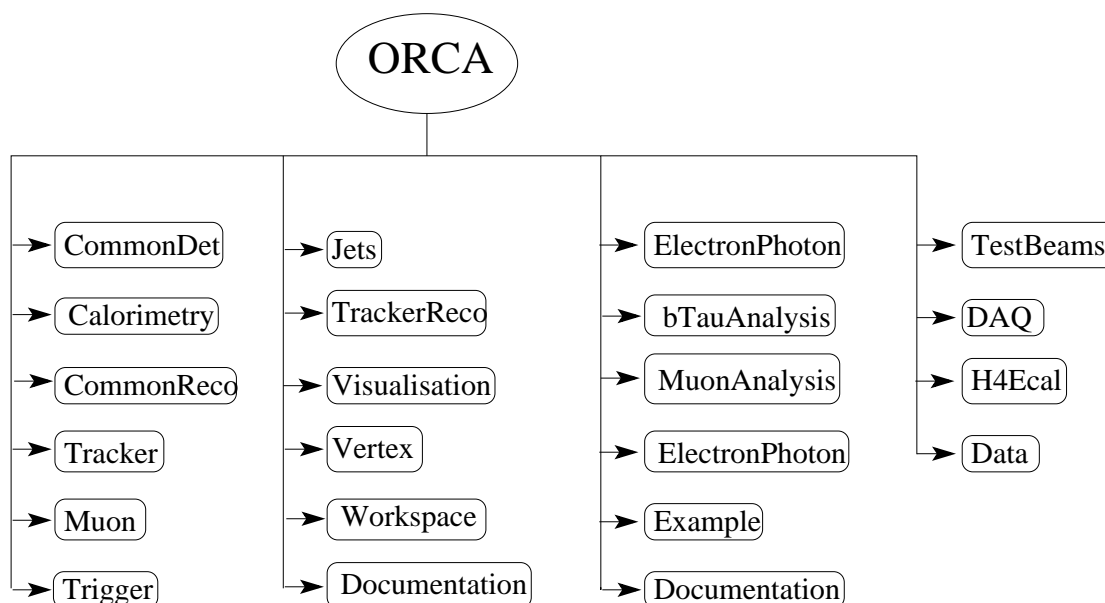 ORCA
CommonDet
Calorimetry
CommonReco
Tracker
Muon
Trigger
Jets
TrackerReco
Visualisation
Vertex
Workspace
Documentation
ElectronPhoton
bTauAnalysis
MuonAnalysis
ElectronPhoton
Example
Documentation
TestBeams
DAQ
H4Ecal
Data